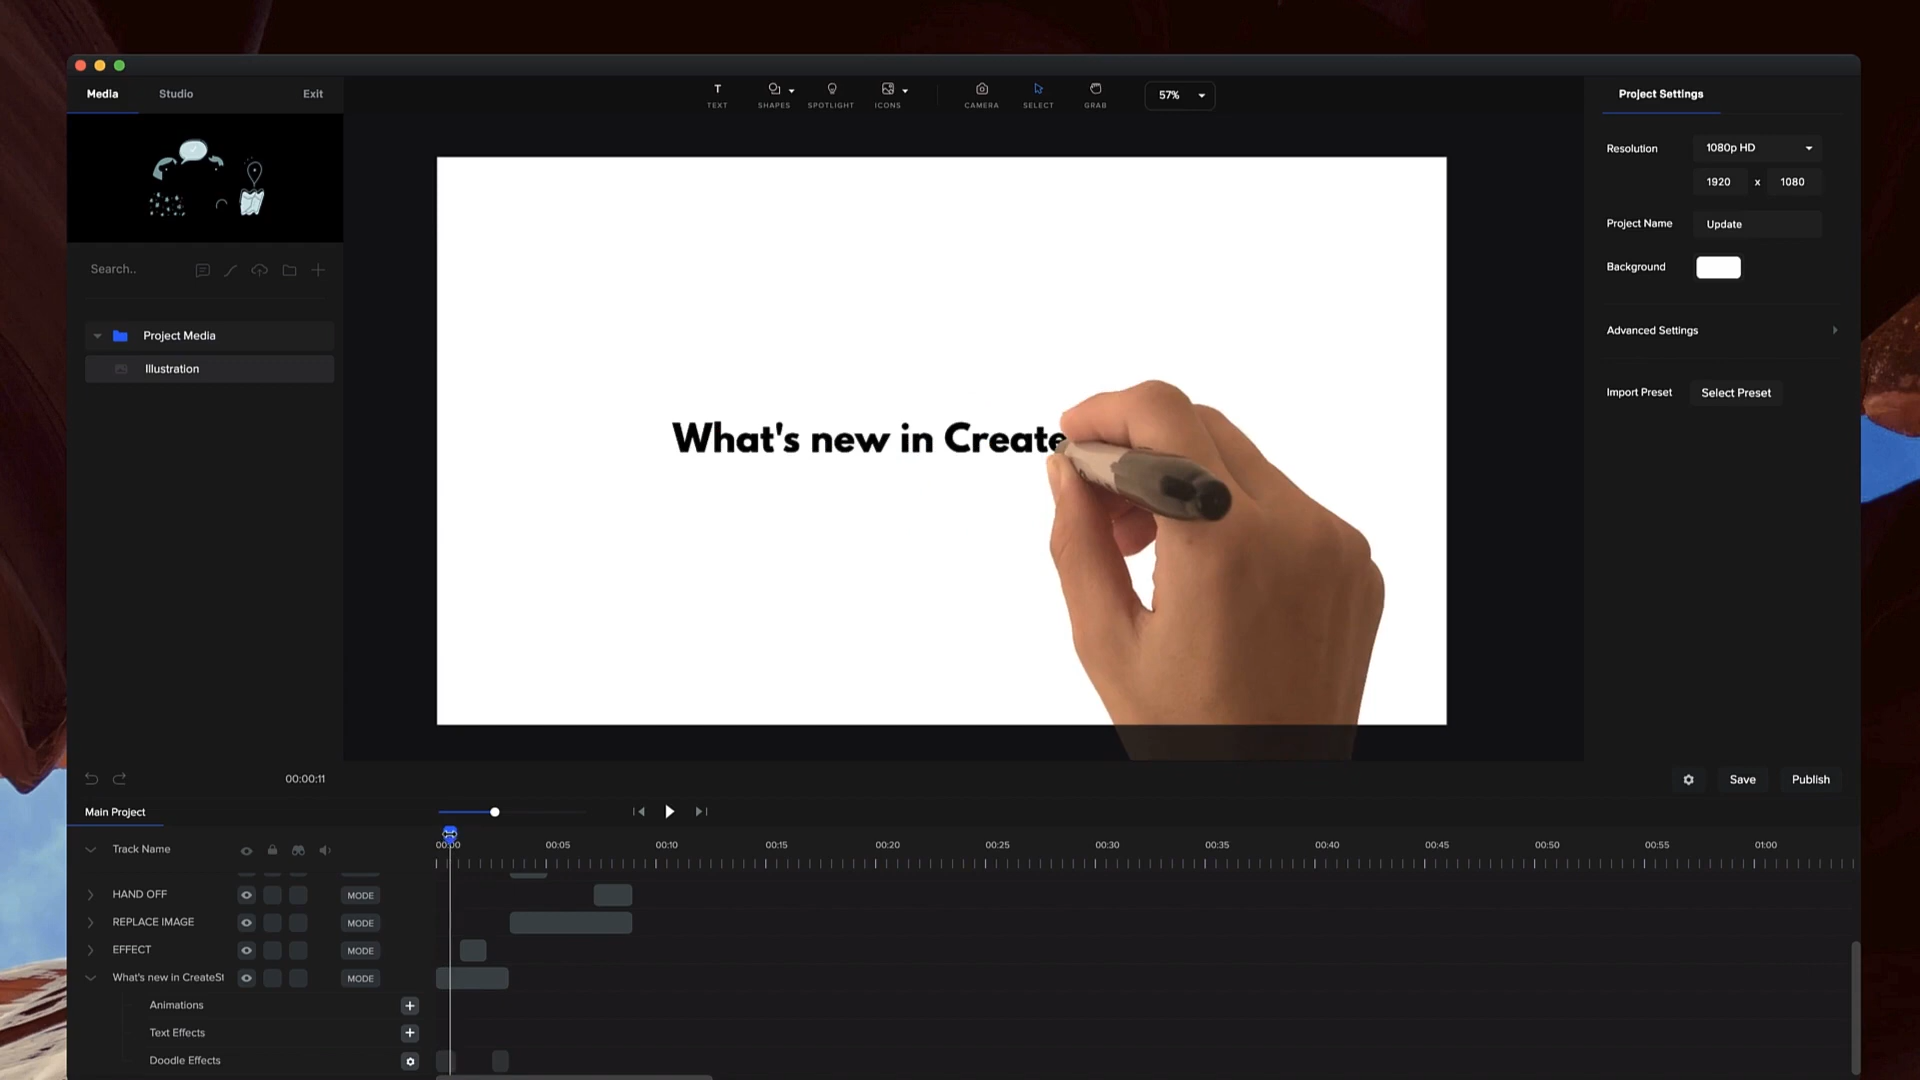 Media
Studio
Exit
TEXT
SHAPES
SPOTLIGHT
ICONS
CAMERA
SELECT
GRAB
57%
Project Settings
Resolution
1080p HD
1920 x 1080
Project Name
Update
Background
Advanced Settings
Import Preset
Select Preset
Search..
Project Media
Illustration
What's new in Create
00:00:11
Save
Publish
Main Project
Track Name
00:00 00:05 00:10 00:15 00:20 00:25 00:30 00:35 00:40 00:45 00:50 00:55 01:00
HAND OFF
MODE
REPLACE IMAGE
MODE
EFFECT
MODE
What's new in CreateSt
MODE
Animations
Text Effects
Doodle Effects